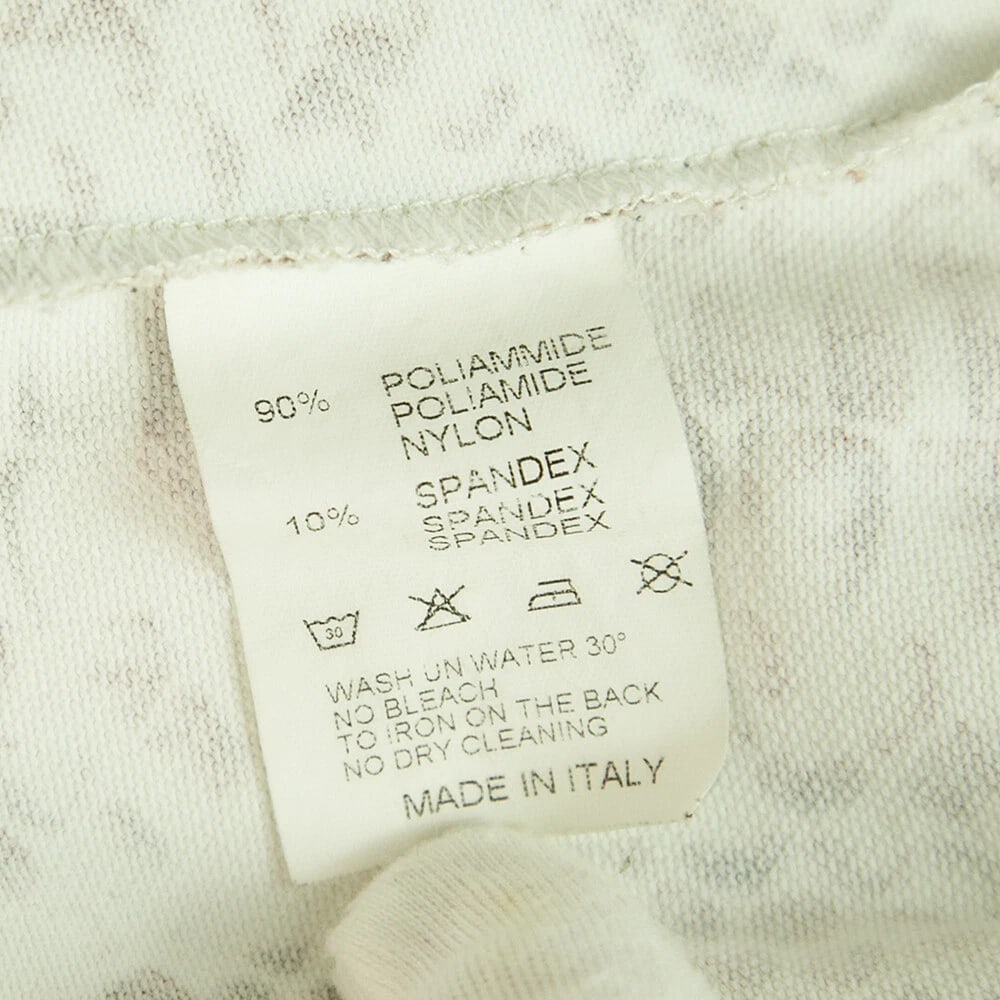 90% POLIAMMIDE
POLIAMIDE
NYLON
10% SPANDEX
SPANDEX
SPANDEX
30
WASH UN WATER 30°
NO BLEACH
TO IRON ON THE BACK
NO DRY CLEANING
MADE IN ITALY